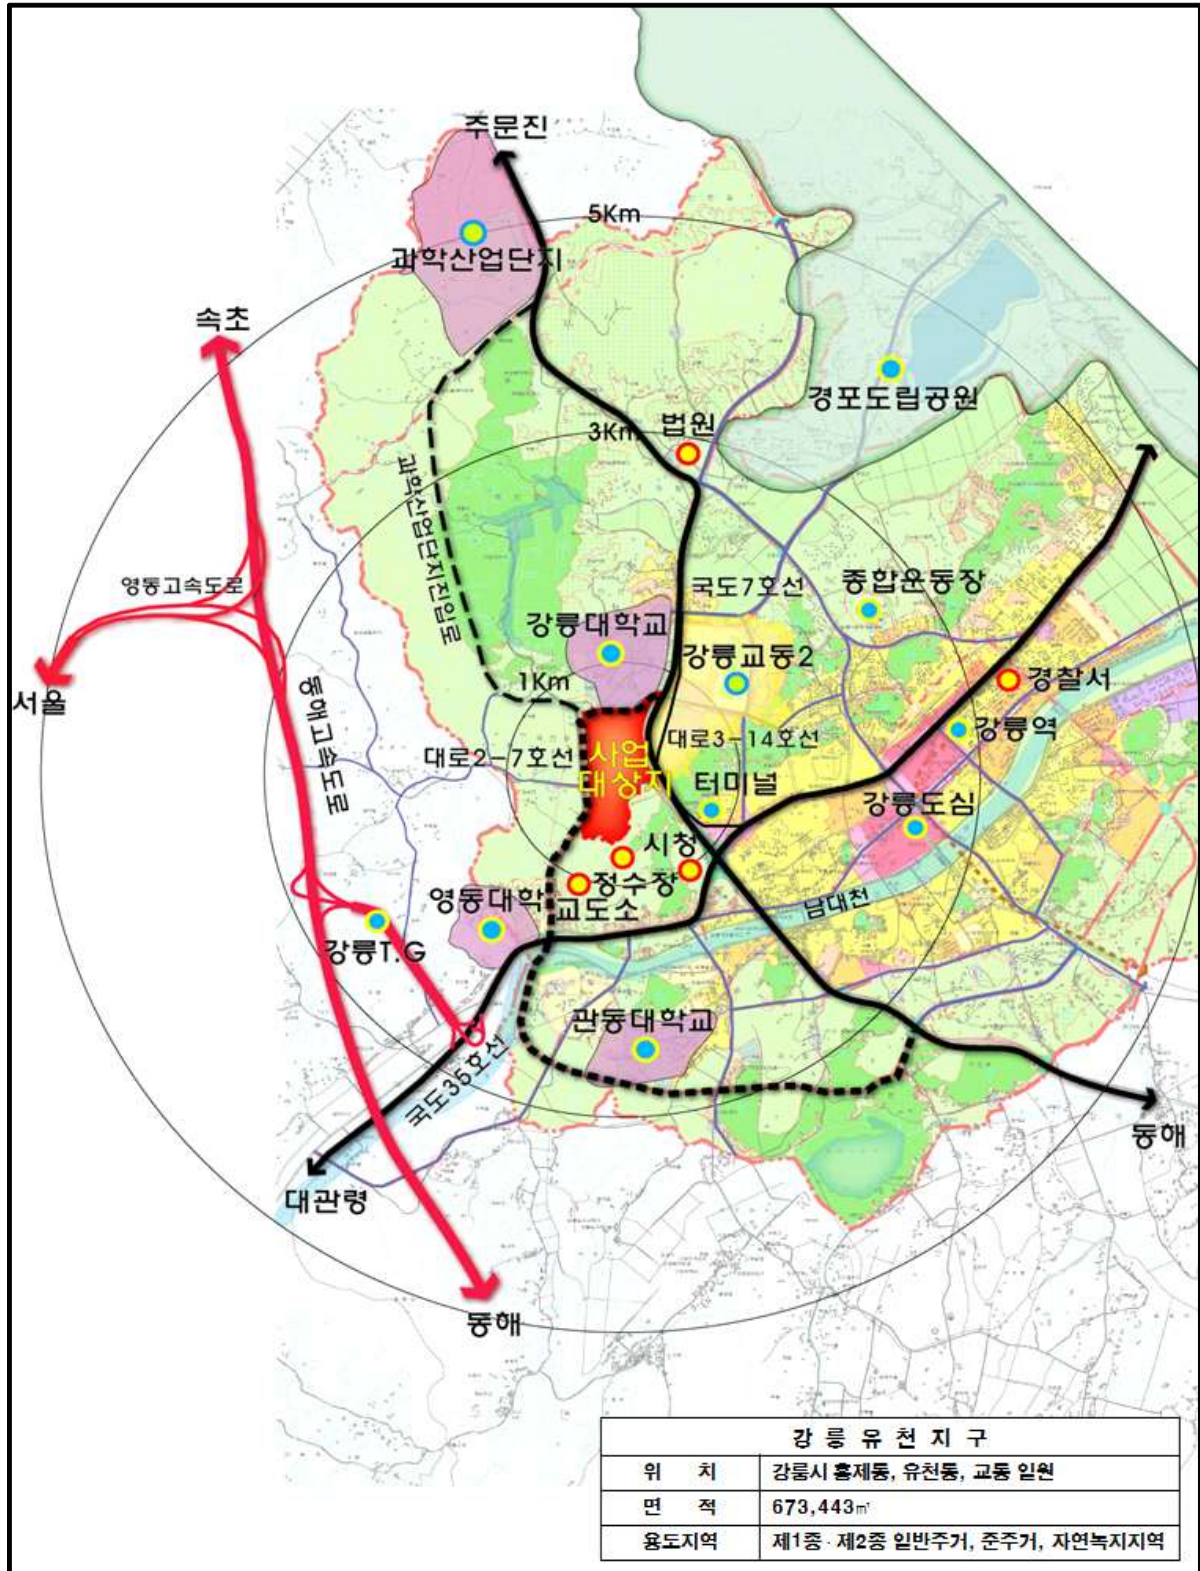 주문진
5Km
과학산업단지
속초
경포도립공원
법원
3Km
과학산업단지진입로
영동고속도로
국도7호선
종합운동장
강릉대학교
강릉교동2
경찰서
1Km
서울
동해고속도로
강릉역
대로2-7호선
사업
대상지
대로3-14호선
터미널
강릉도심
시청
정수장
영동대학
교도소
남대천
강릉T.G
관동대학교
국도35호선
동해
대관령
동해
강릉유천지구
위 치
강릉시 홍제동, 유천동, 교동 일원
면 적
673,443㎡
용도지역
제1종·제2종 일반주거, 준주거, 자연녹지지역